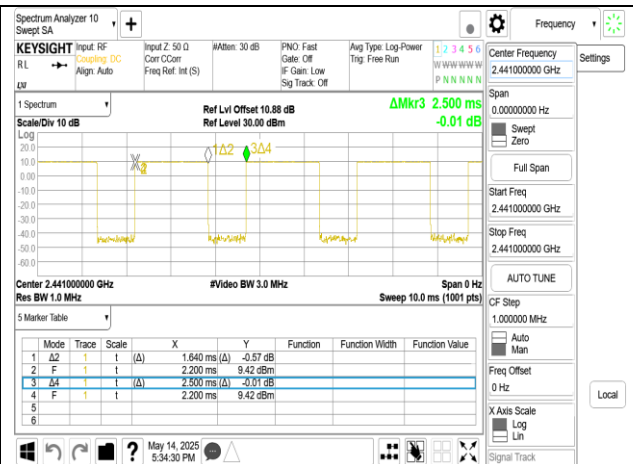 Spectrum Analyzer 10
Swept SA
Frequency
KEYSIGHT
RL
Input: RF
Coupling: DC
Align: Auto
Input Z: 50 Ω
Corr CCorr
Freq Ref: Int (S)
#Atten: 30 dB
PNO: Fast
Gate: Off
IF Gain: Low
Sig Track: Off
Avg Type: Log-Power
Trig: Free Run
1 2 3 4 5 6
W W W W W W
P N N N N N
Center Frequency
2.441000000 GHz
Settings
Span
0.00000000 Hz
Swept
Zero
Full Span
Start Freq
2.441000000 GHz
Stop Freq
2.441000000 GHz
AUTO TUNE
CF Step
1.000000 MHz
Auto
Man
Freq Offset
0 Hz
X Axis Scale
Log
Lin
Signal Track
Local
1 Spectrum
Scale/Div 10 dB
Log
Ref Lvl Offset 10.88 dB
Ref Level 30.00 dBm
ΔMkr3 2.500 ms
-0.01 dB
20.0
10.0
0.00
-10.0
-20.0
-30.0
-40.0
-50.0
-60.0
1Δ2
3Δ4
Center 2.441000000 GHz
Res BW 1.0 MHz
#Video BW 3.0 MHz
Span 0 Hz
Sweep 10.0 ms (1001 pts)
5 Marker Table
Mode Trace Scale X Y Function Function Width Function Value
1 Δ2 1 t (Δ) 1.640 ms (Δ) -0.57 dB
2 F 1 t 2.200 ms 9.42 dBm
3 Δ4 1 t (Δ) 2.500 ms (Δ) -0.01 dB
4 F 1 t 2.200 ms 9.42 dBm
5
6
May 14, 2025
5:34:30 PM